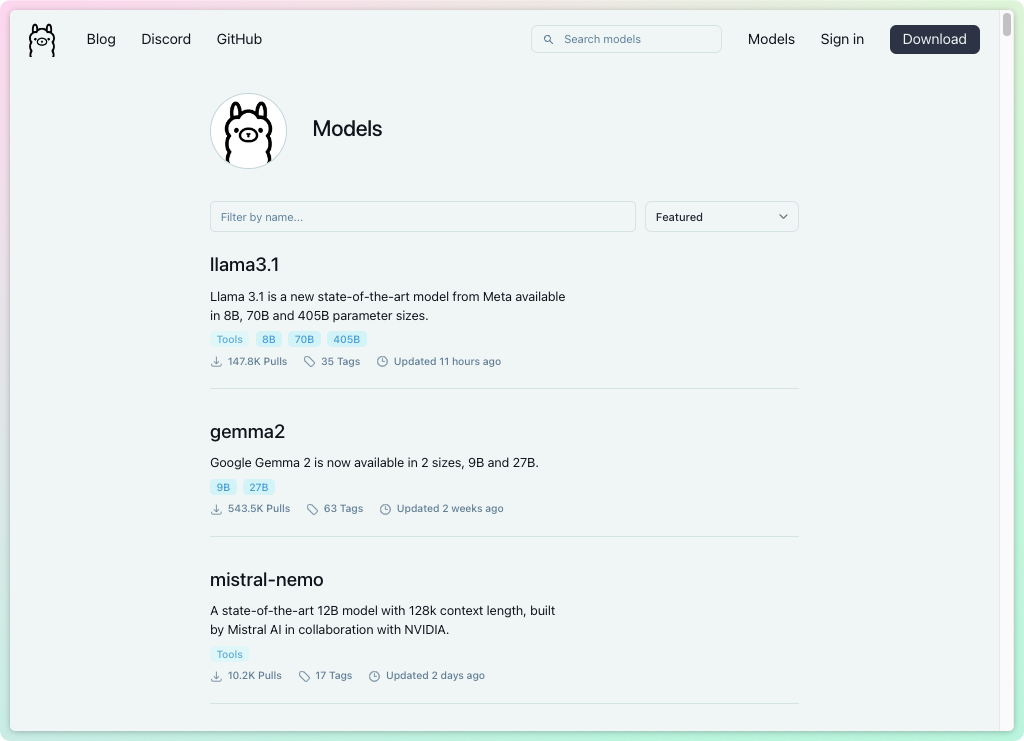 Blog Discord GitHub Search models Models Sign in Download
Models
Filter by name... Featured
llama3.1
Llama 3.1 is a new state-of-the-art model from Meta available
in 8B, 70B and 405B parameter sizes.
Tools 8B 70B 405B
147.8K Pulls 35 Tags Updated 11 hours ago
gemma2
Google Gemma 2 is now available in 2 sizes, 9B and 27B.
9B 27B
543.5K Pulls 63 Tags Updated 2 weeks ago
mistral-nemo
A state-of-the-art 12B model with 128k context length, built
by Mistral AI in collaboration with NVIDIA.
Tools
10.2K Pulls 17 Tags Updated 2 days ago